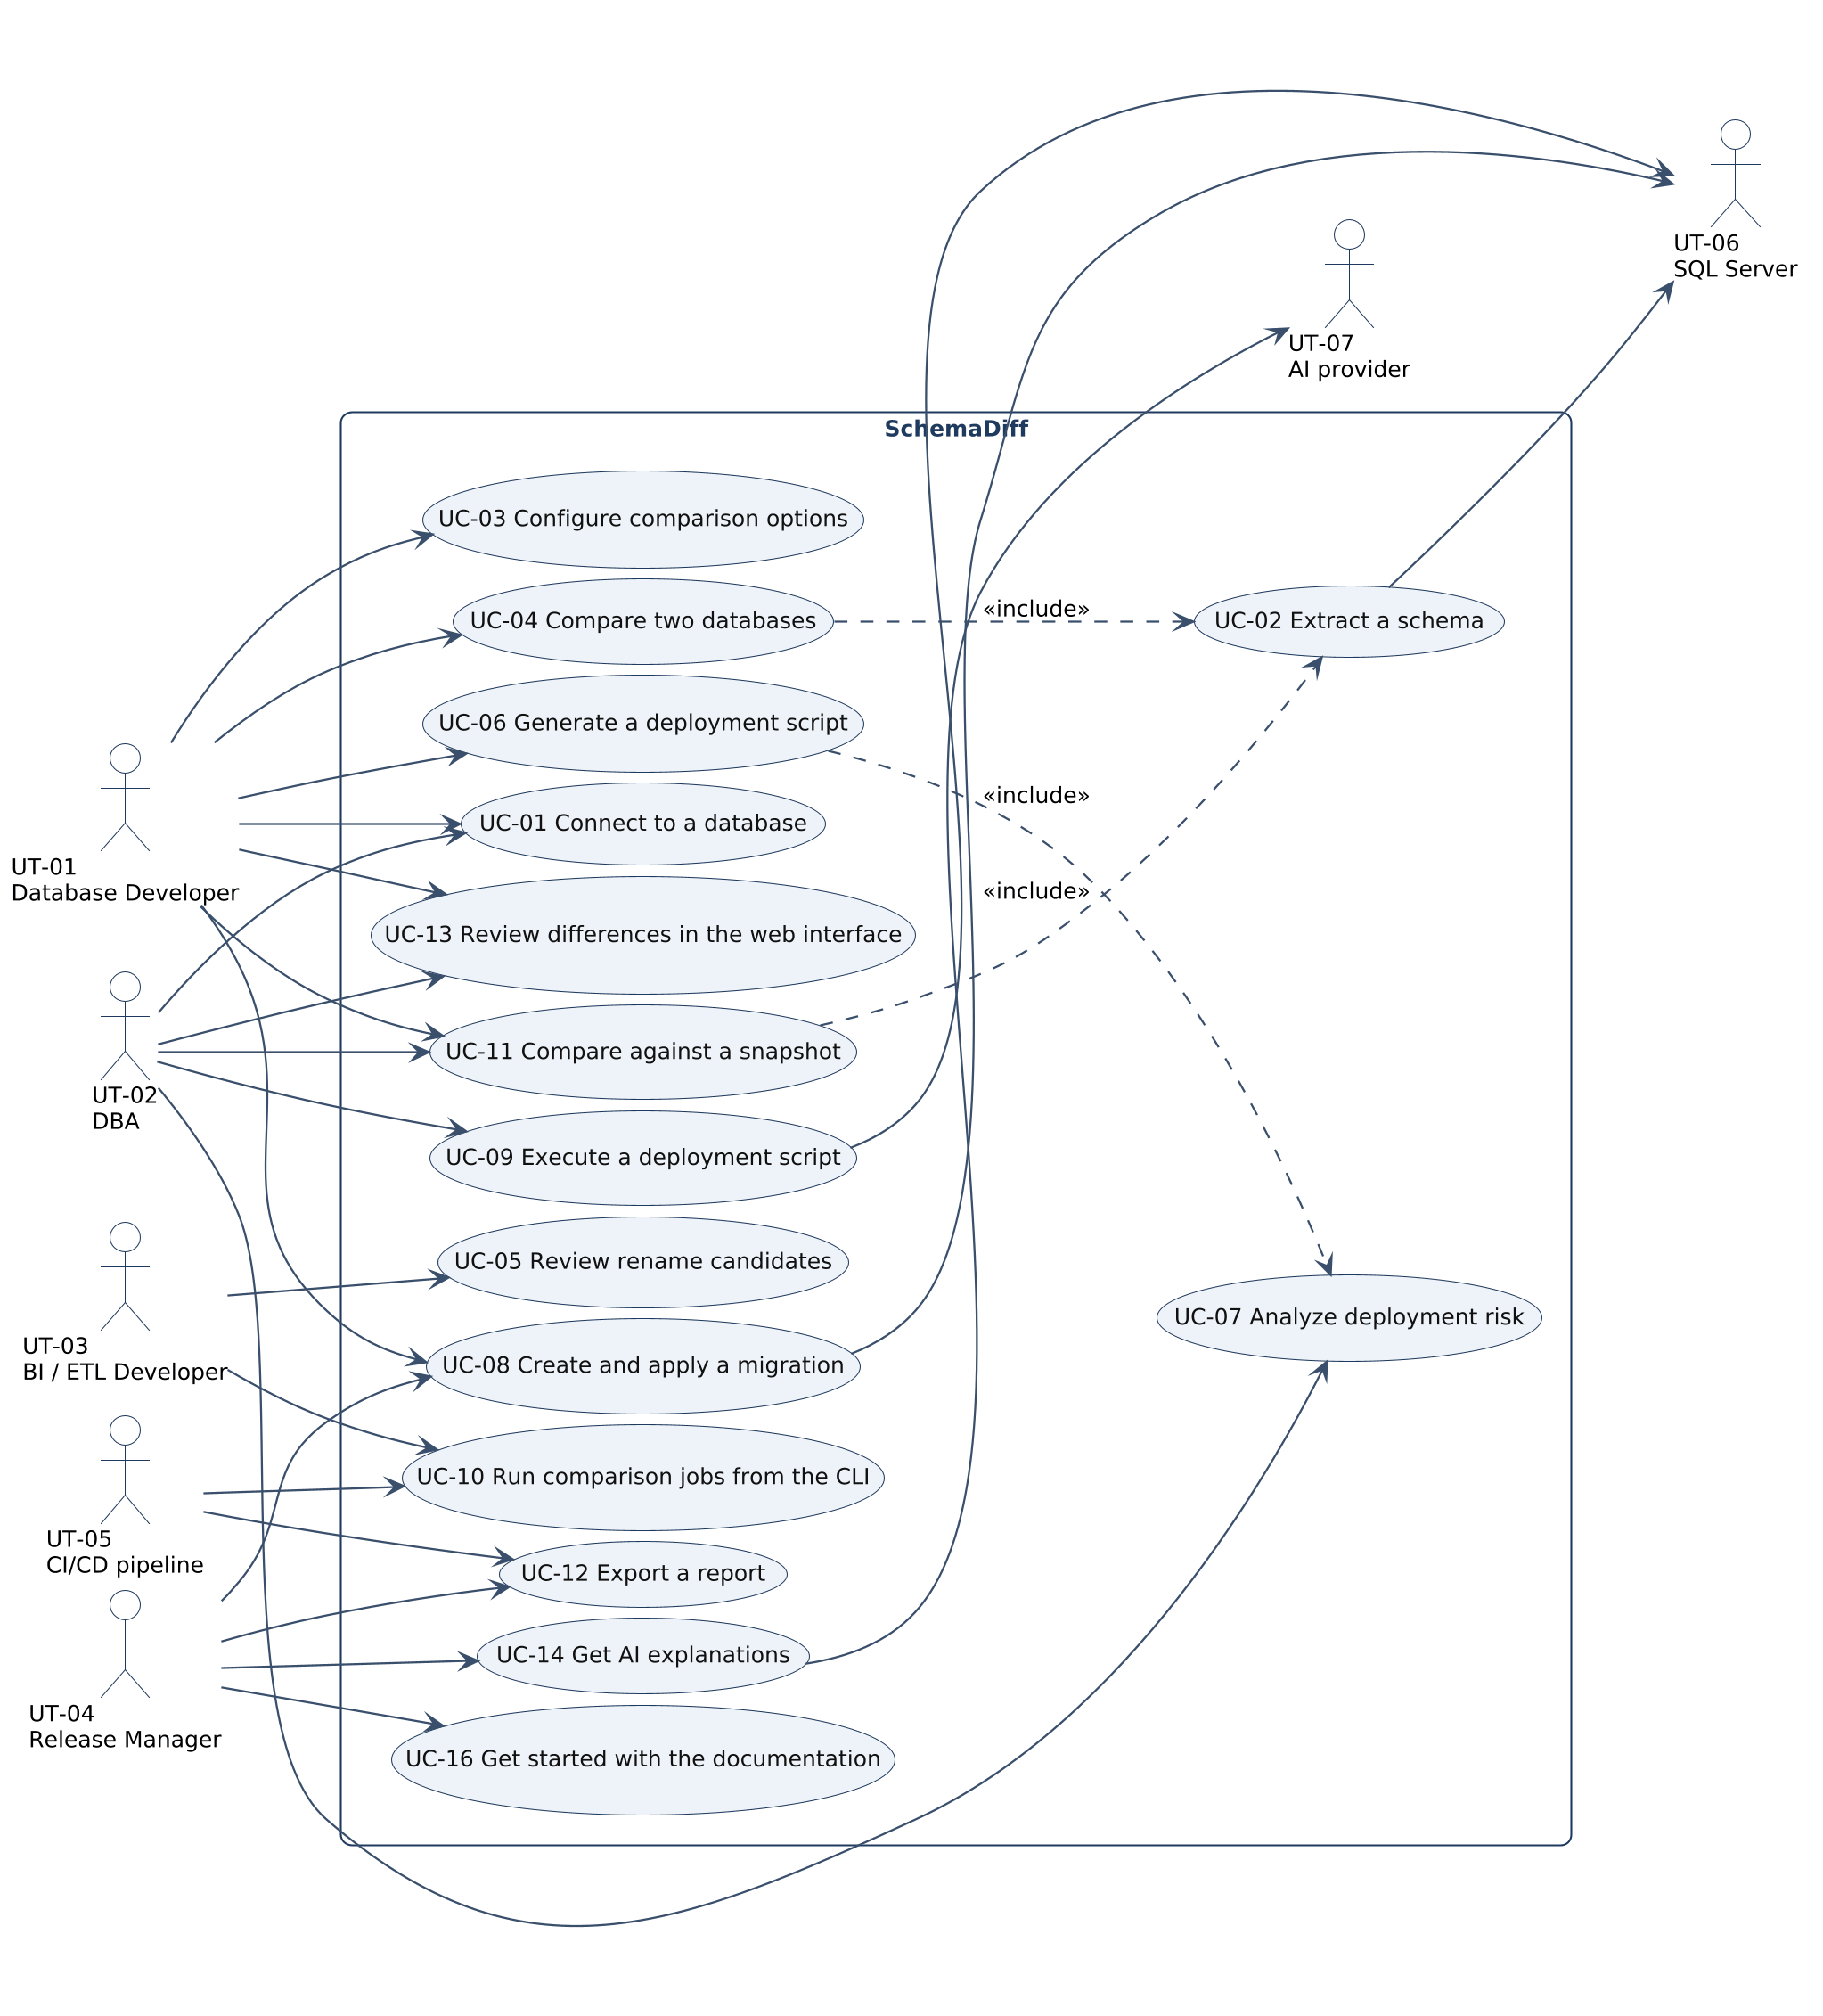 UT-06
SQL Server
UT-07
AI provider
SchemaDiff
UC-03 Configure comparison options
UC-04 Compare two databases
«include»
UC-02 Extract a schema
UC-06 Generate a deployment script
«include»
UC-01 Connect to a database
UT-01
Database Developer
«include»
UC-13 Review differences in the web interface
UC-11 Compare against a snapshot
UT-02
DBA
UC-09 Execute a deployment script
UC-05 Review rename candidates
UC-07 Analyze deployment risk
UT-03
BI / ETL Developer
UC-08 Create and apply a migration
UC-10 Run comparison jobs from the CLI
UT-05
CI/CD pipeline
UC-12 Export a report
UC-14 Get AI explanations
UT-04
Release Manager
UC-16 Get started with the documentation